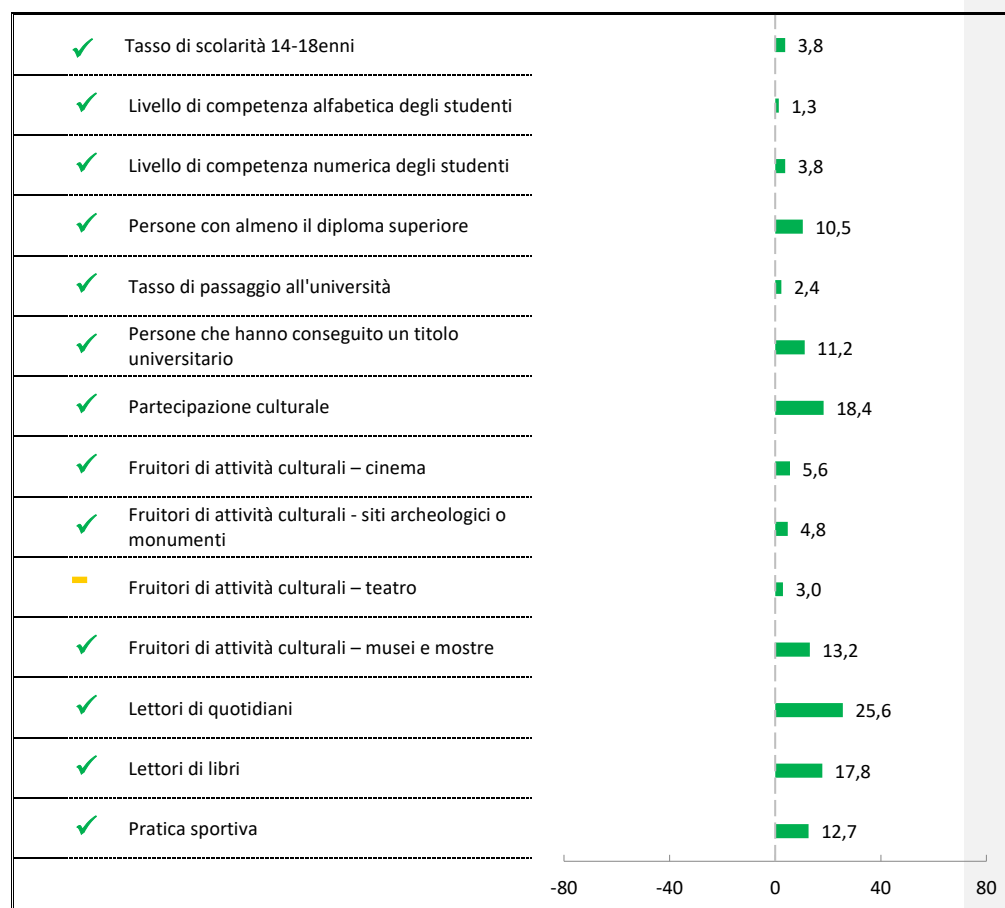 Tasso di scolarità 14-18enni 3,8
Livello di competenza alfabetica degli studenti 1,3
Livello di competenza numerica degli studenti 3,8
Persone con almeno il diploma superiore 10,5
Tasso di passaggio all'università 2,4
Persone che hanno conseguito un titolo
universitario 11,2
Partecipazione culturale 18,4
Fruitori di attività culturali – cinema 5,6
Fruitori di attività culturali - siti archeologici o
monumenti 4,8
Fruitori di attività culturali – teatro 3,0
Fruitori di attività culturali – musei e mostre 13,2
Lettori di quotidiani 25,6
Lettori di libri 17,8
Pratica sportiva 12,7
-80 -40 0 40 80